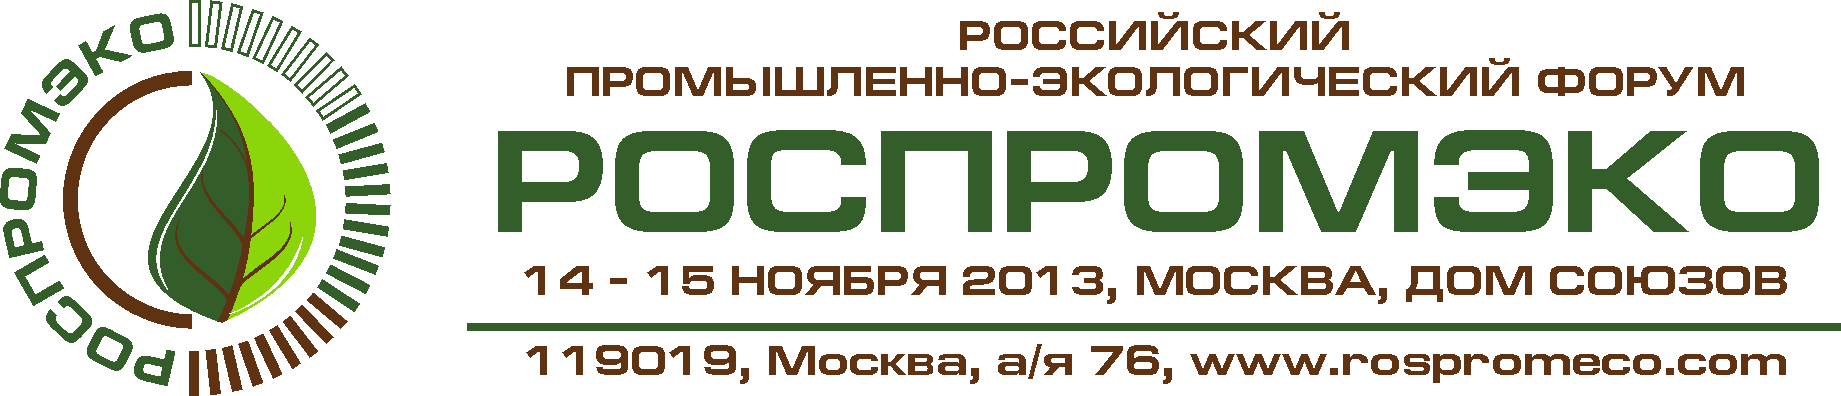 РОСПРОМЭКО
РОССИЙСКИЙ
ПРОМЫШЛЕННО-ЭКОЛОГИЧЕСКИЙ ФОРУМ
РОСПРОМЭКО
14 - 15 НОЯБРЯ 2013, МОСКВА, ДОМ СОЮЗОВ
119019, Москва, а/я 76, www.rospromeco.com